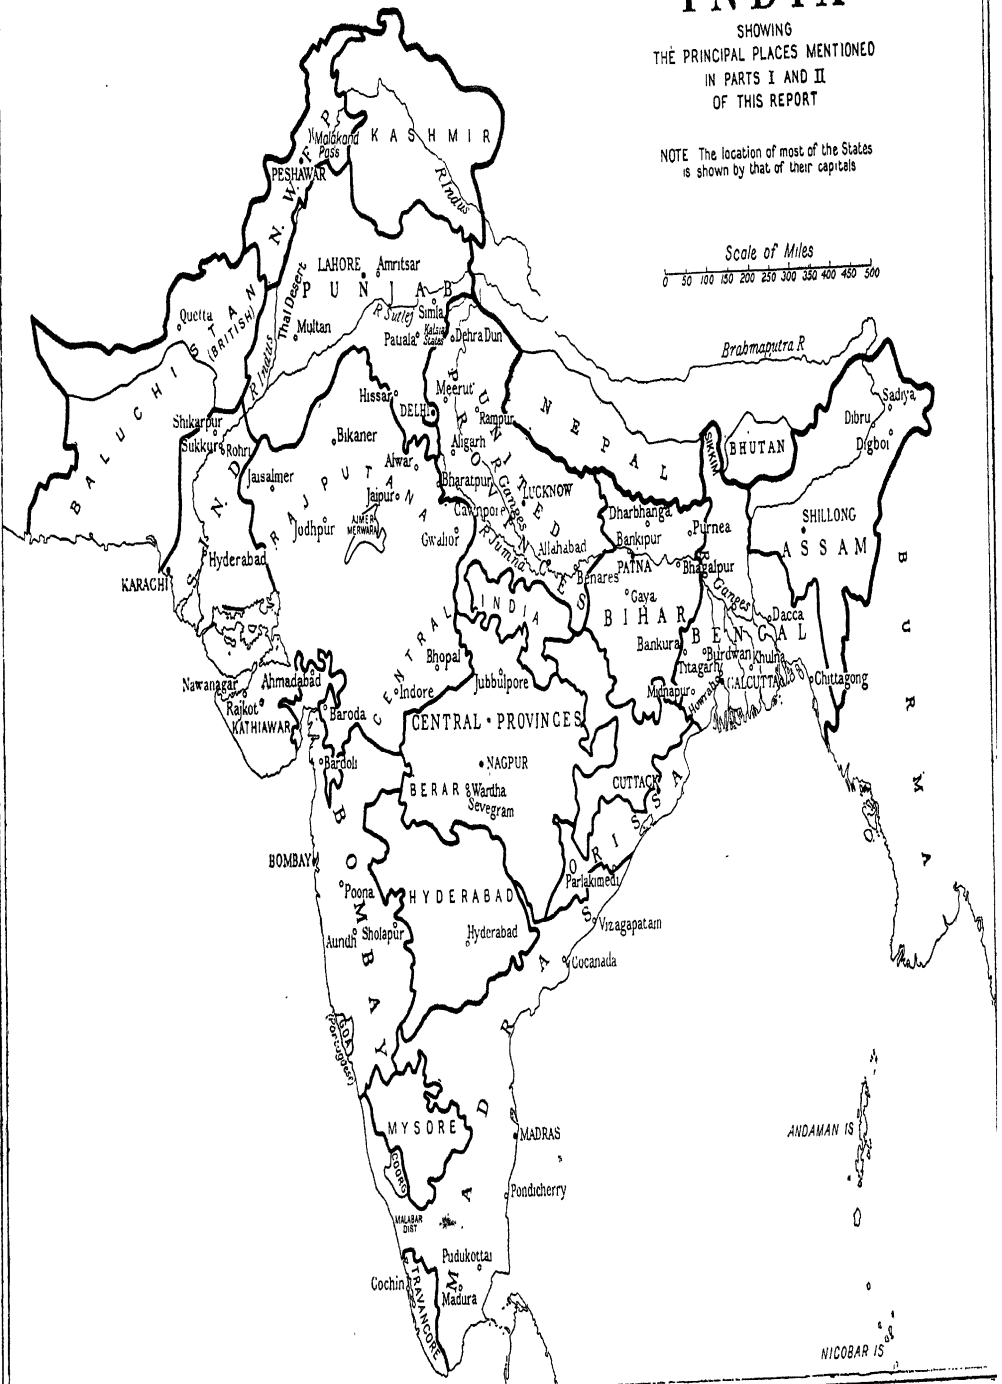 INDIA
SHOWING
THE PRINCIPAL PLACES MENTIONED
IN PARTS I AND II
OF THIS REPORT
NOTE The location of most of the States
is shown by that of their capitals
Scale of Miles
0 50 100 150 200 250 300 350 400 450 500
N. W. F. P
Malakand
Pass
KASHMIR
PESHAWAR
R Indus
LAHORE
Amritsar
PUNJAB
Thal Desert
R Sutlej
Simla
Kalsia
States
Dehra Dun
Multan
Quetta
BALUCHISTAN
(BRITISH)
R Indus
Brahmaputra R
Hissar
Meerut
DELHI
Rampur
UNITED
PROVINCES
NEPAL
SIKKIM
BHUTAN
Sadiya
Dibru
Digboi
Shikarpur
Sukkur
Rohri
Bikaner
Aligarh
Alwar
Jaisalmer
RAJPUTANA
Jaipur
Bharatpur
R Ganges
LUCKNOW
Cawnpore
SIND
Jodhpur
AJMER
MERWARA
Gwalior
R Jumna
Allahabad
Dharbhanga
Bankipur
Purnea
SHILLONG
ASSAM
Hyderabad
KARACHI
Benares
PATNA
Bhagalpur
R Ganges
Gaya
BIHAR
Dacca
BENGAL
CENTRAL
INDIA
Bankura
Burdwan
Khulna
Titagarh
Bhopal
Jubbulpore
Nawanagar
Ahmadabad
Indore
Midnapur
Howrah
CALCUTTA
Chittagong
Rajkot
KATHIAWAR
Baroda
CENTRAL PROVINCES
BURMA
Bardoli
NAGPUR
BERAR
Wardha
Sevegram
CUTTACK
ORISSA
BOMBAY
BOMBAY
Poona
HYDERABAD
Parlakimedi
Aundh
Sholapur
Hyderabad
Vizagapatam
Cocanada
GOA
(Portuguese)
MADRAS
MYSORE
MADRAS
COORG
Pondicherry
ANDAMAN IS
MALABAR
DIST
Pudukottai
Cochin
TRAVANCORE
Madura
NICOBAR IS